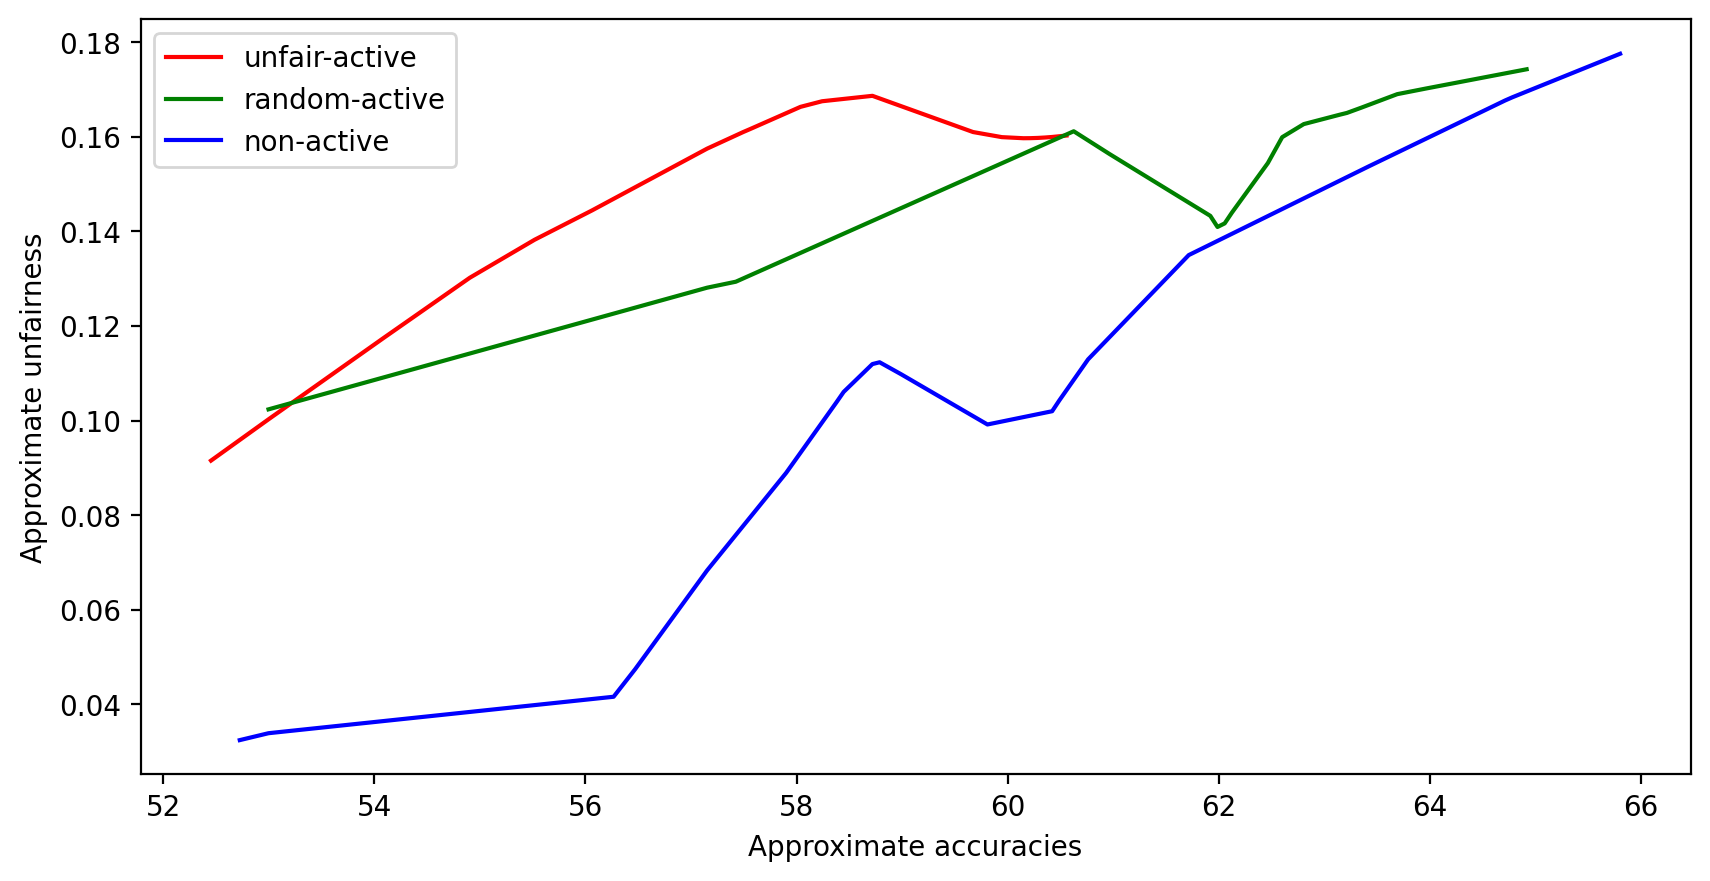 unfair-active
random-active
non-active
0.18
0.16
0.14
0.12
0.10
0.08
0.06
0.04
Approximate unfairness
52 54 56 58 60 62 64 66
Approximate accuracies